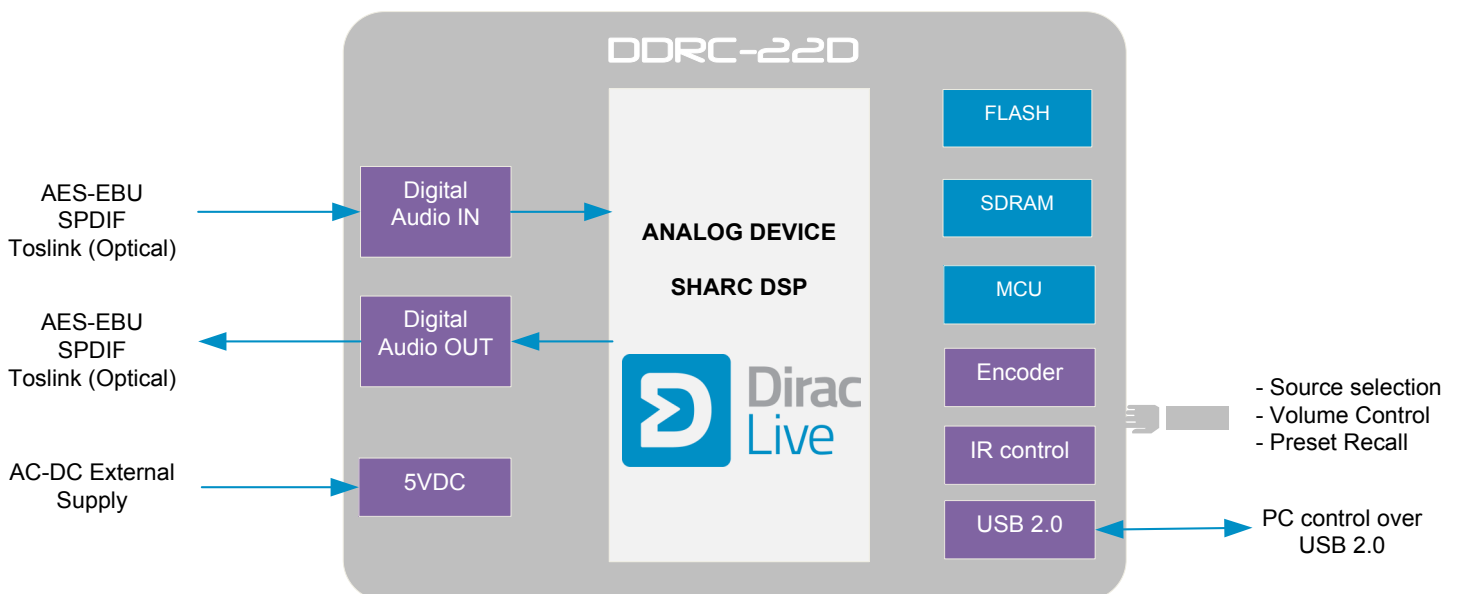 DDRC-22D
FLASH
SDRAM
MCU
Encoder
IR control
USB 2.0
AES-EBU
SPDIF
Toslink (Optical)
Digital
Audio IN
AES-EBU
SPDIF
Toslink (Optical)
Digital
Audio OUT
AC-DC External
Supply
5VDC
ANALOG DEVICE
SHARC DSP
Dirac
Live
- Source selection
- Volume Control
- Preset Recall
PC control over
USB 2.0